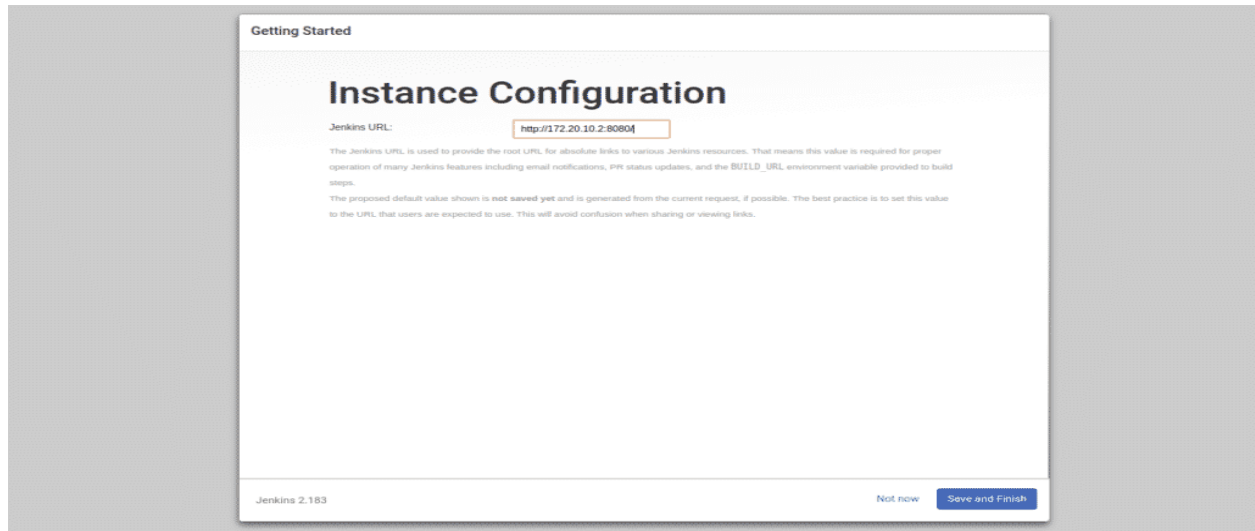 Getting Started
Instance Configuration
Jenkins URL: http://172.20.10.2:8080/
The Jenkins URL is used to provide the root URL for absolute links to various Jenkins resources. That means this value is required for proper
operation of many Jenkins features including email notifications, PR status updates, and the BUILD_URL environment variable provided to build
steps.
The proposed default value shown is not saved yet and is generated from the current request, if possible. The best practice is to set this value
to the URL that users are expected to use. This will avoid confusion when sharing or viewing links.
Jenkins 2.183 Not now Save and Finish